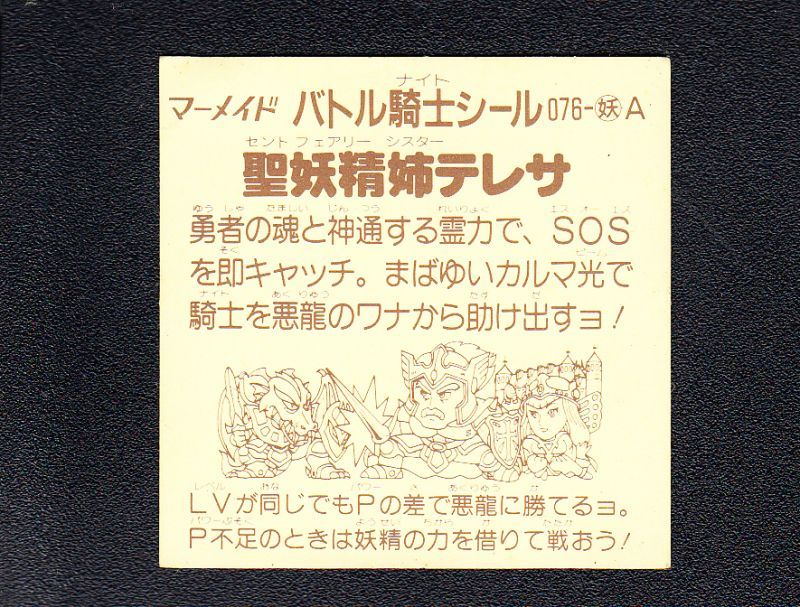 ナイト
マーメイド バトル騎士シール 076-㊛A
セント フェアリー シスター
聖妖精姉テレサ
ゆうしゃ たましい じんつう れいりょく エス オー エス
勇者の魂と神通する霊力で、SOS
そく ビーム
を即キャッチ。まばゆいカルマ光で
ナイト あくりゅう たす だ
騎士を悪龍のワナから助け出すヨ!
レベル おな パワー さ あくりゅう か
LVが同じでもPの差で悪龍に勝てるヨ。
パワーぶそく ようせい ちから か たたか
P不足のときは妖精の力を借りて戦おう!